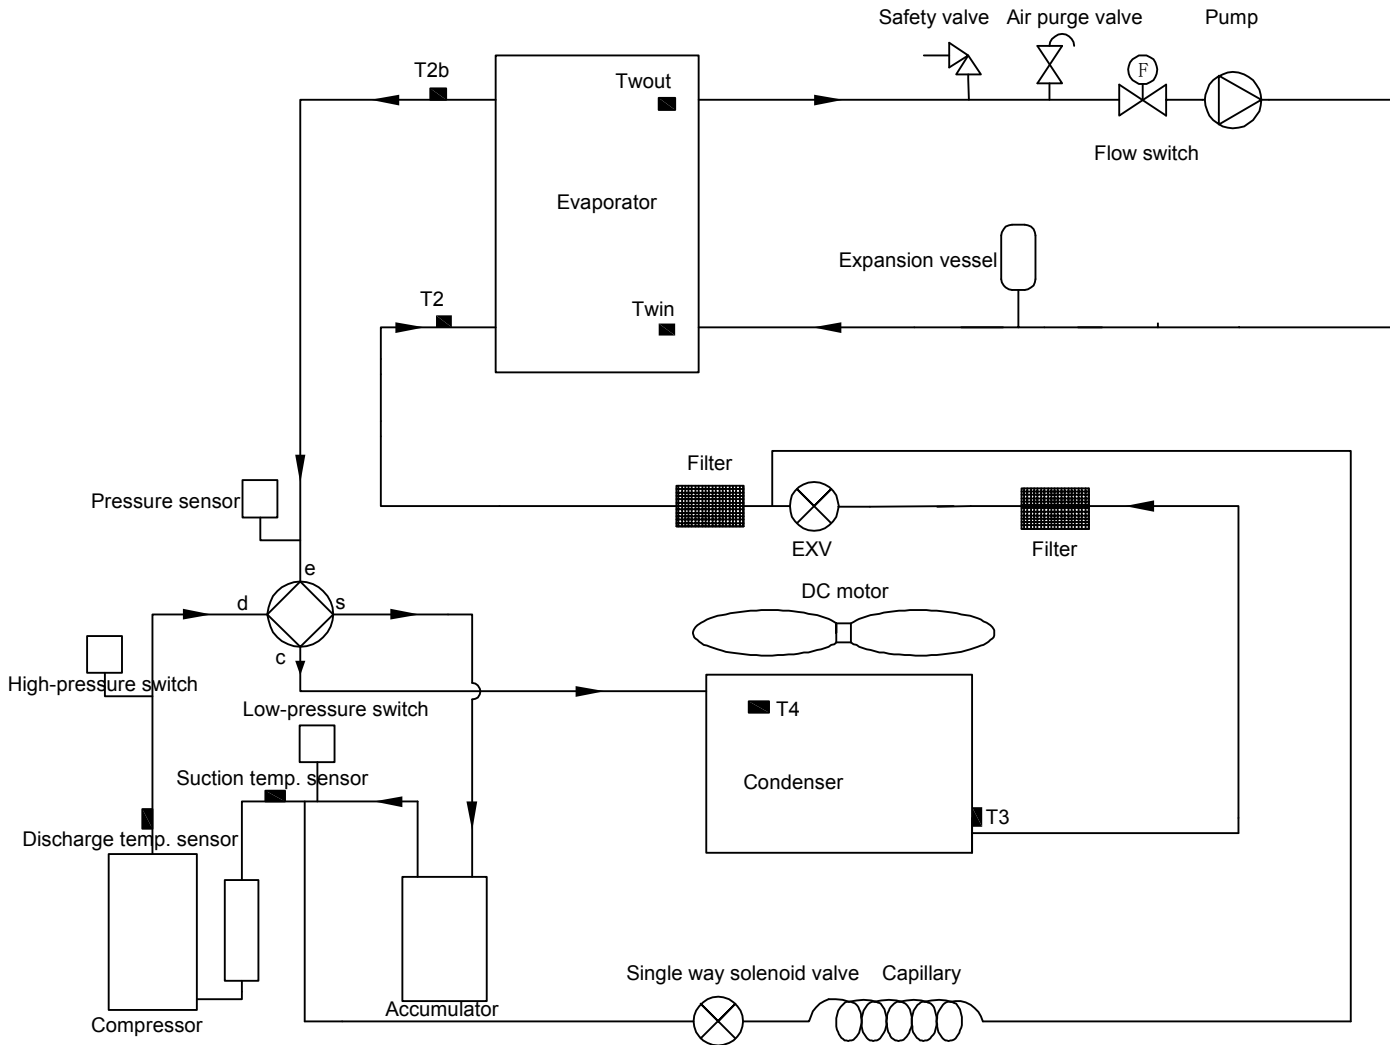 Safety valve
Air purge valve
Pump
T2b
Twout
F
Flow switch
Evaporator
Expansion vessel
T2
Twin
Filter
Pressure sensor
EXV
Filter
e
DC motor
d
s
c
High-pressure switch
Low-pressure switch
T4
Suction temp. sensor
Condenser
T3
Discharge temp. sensor
Single way solenoid valve
Capillary
Accumulator
Compressor